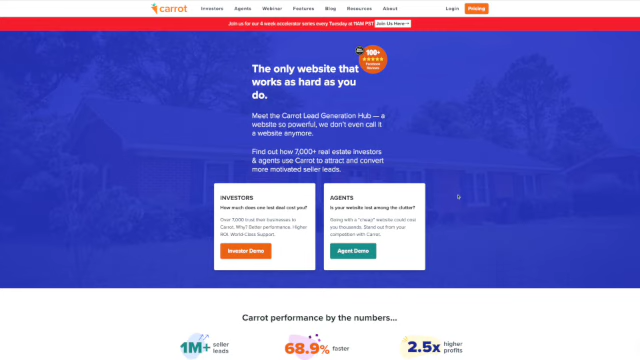 carrot Investors Agents Webinar Features Blog Resources About Login Pricing
Join us for our 4 week accelerator series every Tuesday at 11AM PST Join Us Here→
100+
The only website that
works as hard as you
do.
Meet the Carrot Lead Generation Hub — a
website so powerful, we don't even call it
a website anymore.
Find out how 7,000+ real estate investors
& agents use Carrot to attract and convert
more motivated seller leads.
INVESTORS
How much does one lost deal cost you?
Over 7,000 trust their businesses to
Carrot. Why? Better performance. Higher
ROI. World-Class Support.
Investor Demo
AGENTS
Is your website lost among the clutter?
Going with a "cheap" website could cost
you thousands. Stand out from your
competition with Carrot.
Agent Demo
Carrot performance by the numbers...
1M+ seller
leads
68.9% faster
2.5x higher
profits